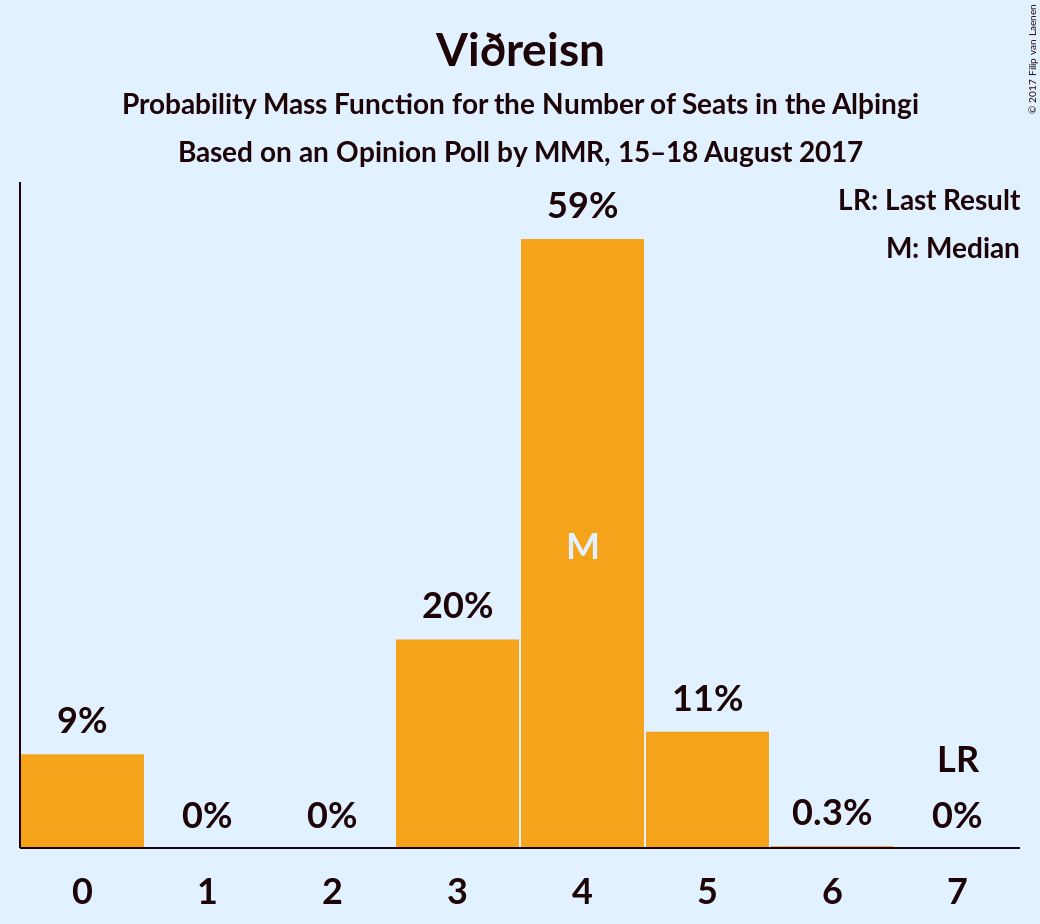 Viðreisn
Probability Mass Function for the Number of Seats in the Alþingi
Based on an Opinion Poll by MMR, 15–18 August 2017
LR: Last Result
M: Median
59%
M
20%
11%
9%
LR
0%
0%
0.3%
0%
0 1 2 3 4 5 6 7
© 2017 Filip van Laenen